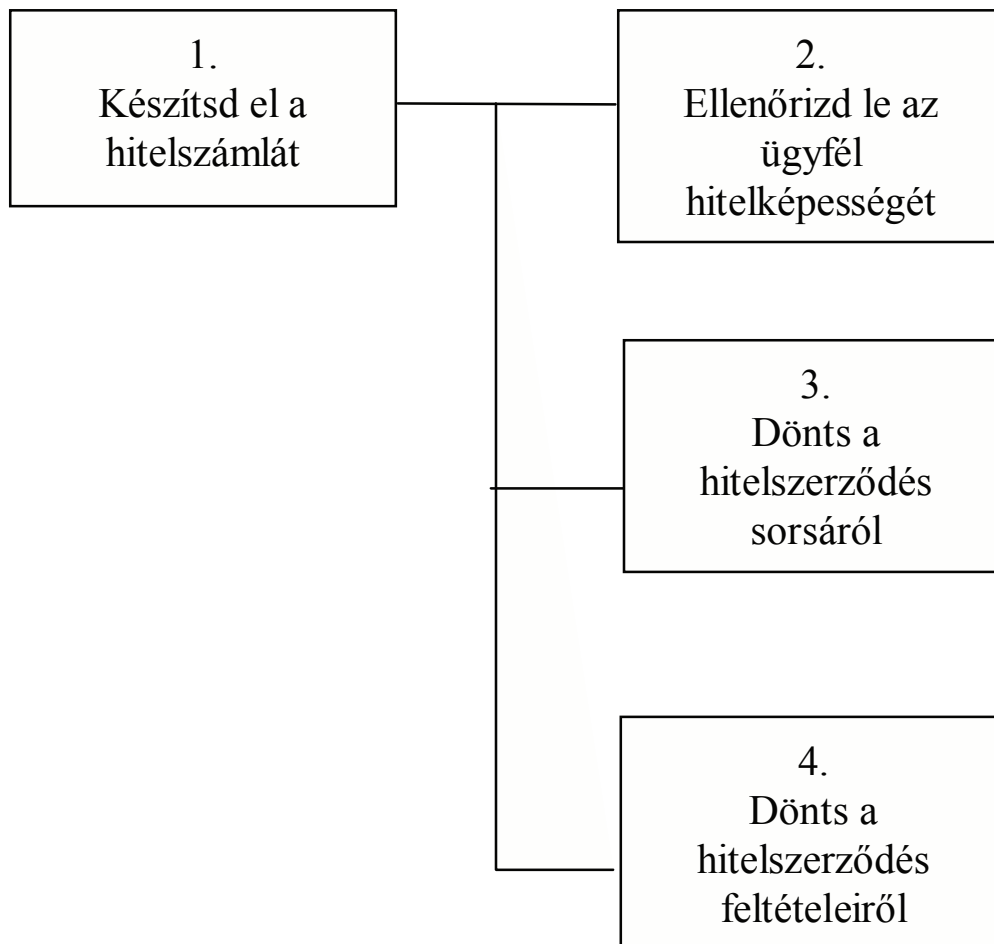 1.
Készítsd el a
hitelszámlát
2.
Ellenőrizd le az
ügyfél
hitelképességét
3.
Dönts a
hitelszerződés
sorsáról
4.
Dönts a
hitelszerződés
feltételeiről